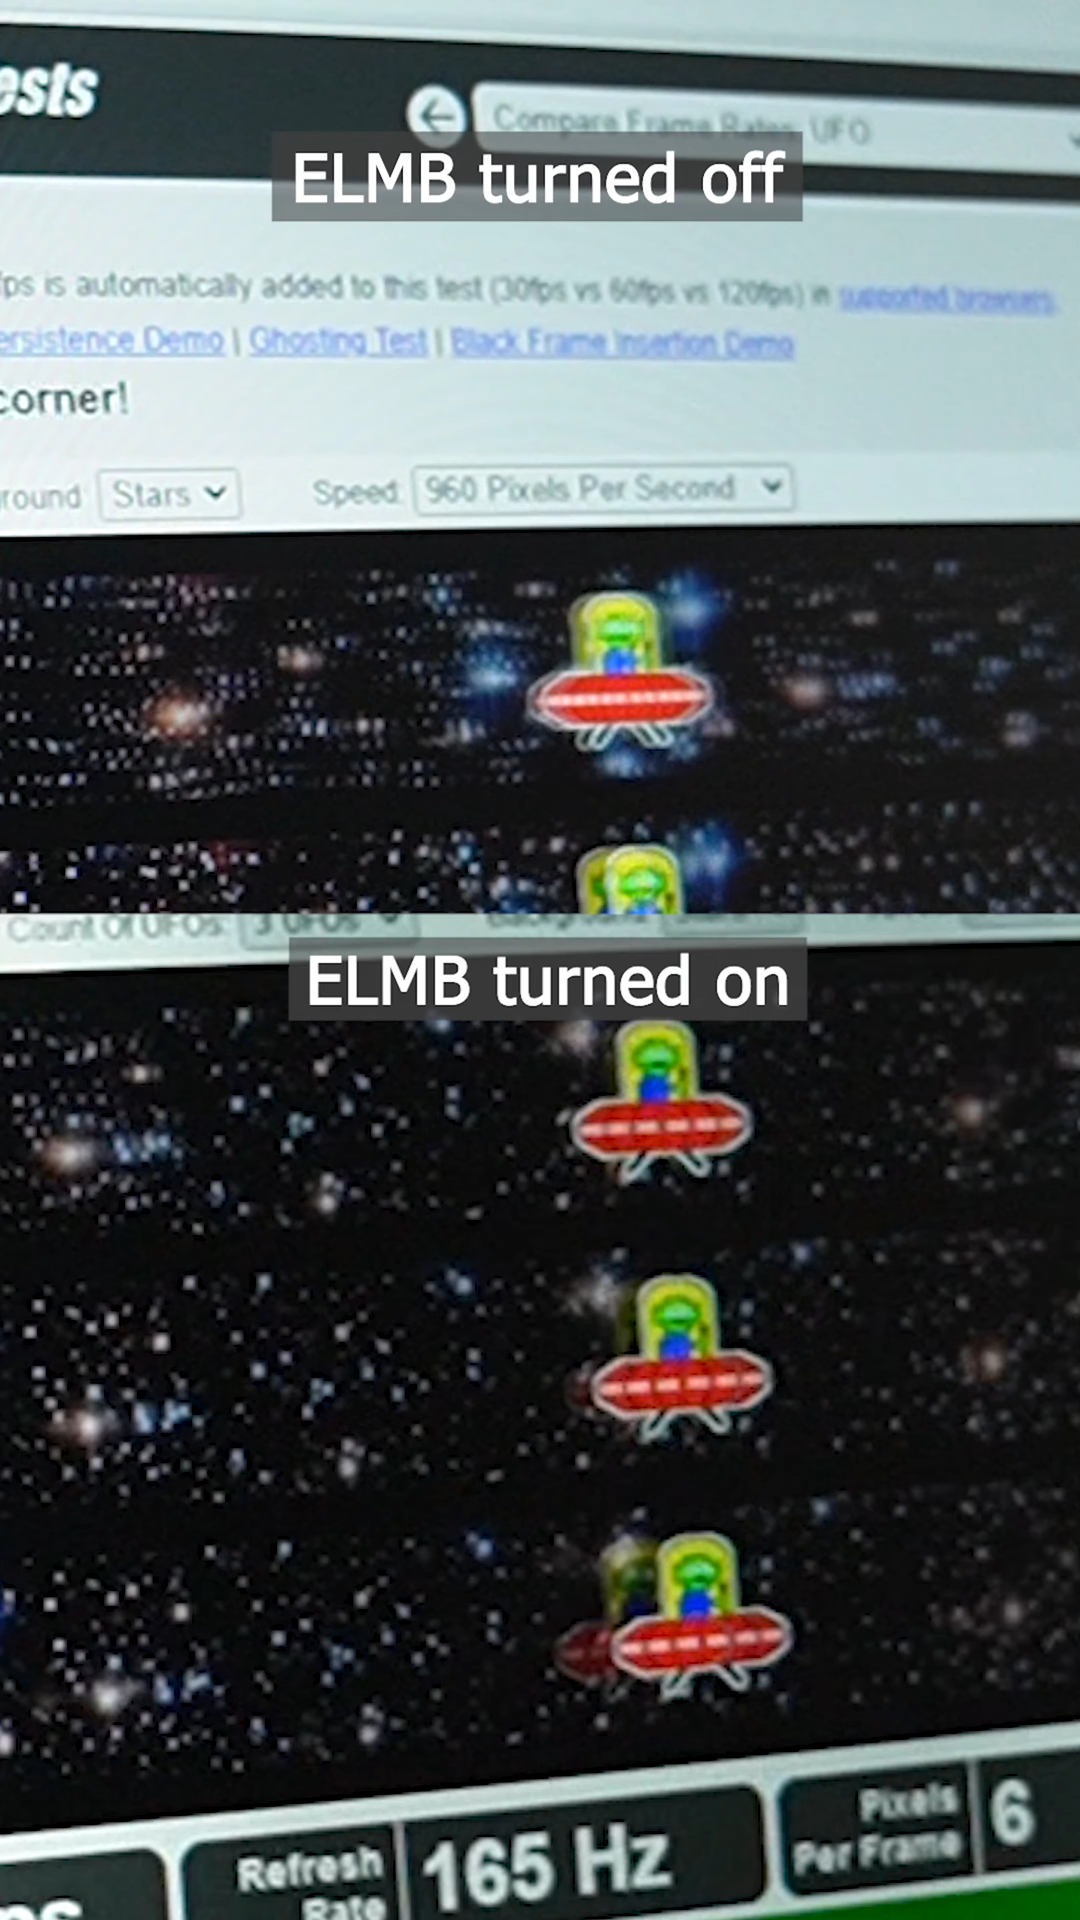 ests
Compare Frame Rates: UFO
ELMB turned off
fps is automatically added to this test (30fps vs 60fps vs 120fps) in supported browsers.
ersistence Demo | Ghosting Test | Black Frame Insertion Demo
corner!
round Stars Speed: 960 Pixels Per Second
Count Of UFOs: 3 UFOs
ELMB turned on
Refresh Rate 165 Hz
Pixels Per Frame 6
ps